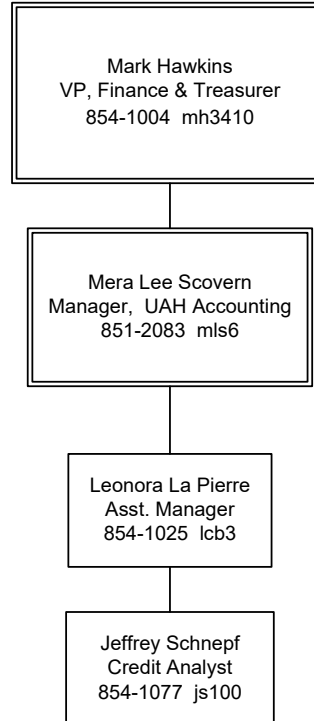 Mark Hawkins
VP, Finance & Treasurer
854-1004  mh3410
Mera Lee Scovern
Manager,  UAH Accounting
851-2083  mls6
Leonora La Pierre
Asst. Manager
854-1025  lcb3
Jeffrey Schnepf
Credit Analyst
854-1077  js100